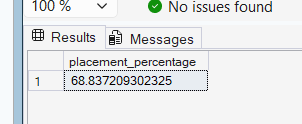 100 %
No issues found
Results
Messages
placement_percentage
1
68.837209302325